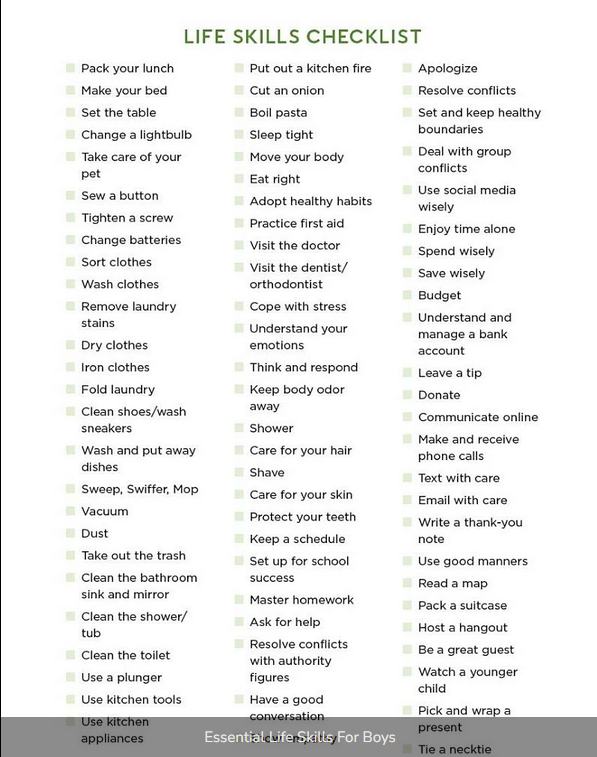 LIFE SKILLS CHECKLIST
Pack your lunch
Make your bed
Set the table
Change a lightbulb
Take care of your
pet
Sew a button
Tighten a screw
Change batteries
Sort clothes
Wash clothes
Remove laundry
stains
Dry clothes
Iron clothes
Fold laundry
Clean shoes/wash
sneakers
Wash and put away
dishes
Sweep, Swiffer, Mop
Vacuum
Dust
Take out the trash
Clean the bathroom
sink and mirror
Clean the shower/
tub
Clean the toilet
Use a plunger
Use kitchen tools
Use kitchen
appliances
Put out a kitchen fire
Cut an onion
Boil pasta
Sleep tight
Move your body
Eat right
Adopt healthy habits
Practice first aid
Visit the doctor
Visit the dentist/
orthodontist
Cope with stress
Understand your
emotions
Think and respond
Keep body odor
away
Shower
Care for your hair
Shave
Care for your skin
Protect your teeth
Keep a schedule
Set up for school
success
Master homework
Ask for help
Resolve conflicts
with authority
figures
Have a good
conversation
Apologize
Resolve conflicts
Set and keep healthy
boundaries
Deal with group
conflicts
Use social media
wisely
Enjoy time alone
Spend wisely
Save wisely
Budget
Understand and
manage a bank
account
Leave a tip
Donate
Communicate online
Make and receive
phone calls
Text with care
Email with care
Write a thank-you
note
Use good manners
Read a map
Pack a suitcase
Host a hangout
Be a great guest
Watch a younger
child
Pick and wrap a
present
Tie a necktie
Essential Life Skills For Boys